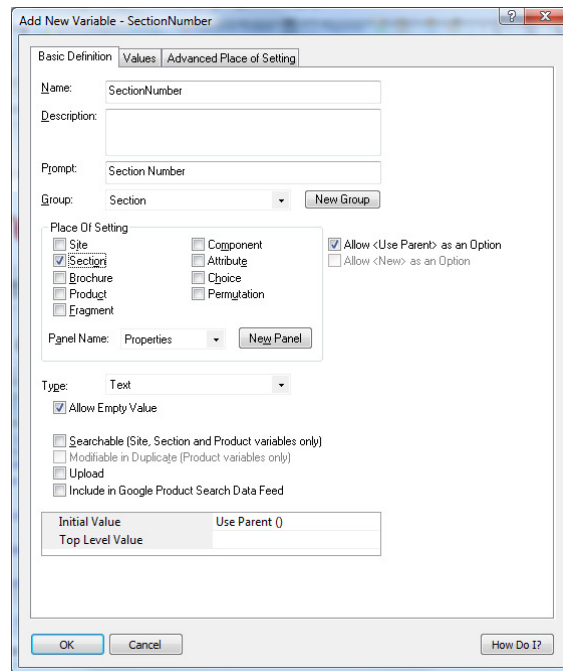 Add New Variable - SectionNumber
Basic Definition Values Advanced Place of Setting
Name: SectionNumber
Description:
Prompt: Section Number
Group: Section New Group
Place Of Setting
Site Component Allow <Use Parent> as an Option
Section Attribute Allow <New> as an Option
Brochure Choice
Product Permutation
Fragment
Panel Name: Properties New Panel
Type: Text
Allow Empty Value
Searchable (Site, Section and Product variables only)
Modifiable in Duplicate (Product variables only)
Upload
Include in Google Product Search Data Feed
Initial Value Use Parent ()
Top Level Value
OK Cancel How Do I?